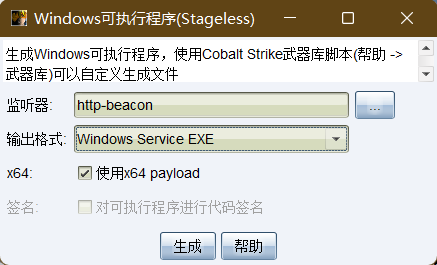 Windows可执行程序(Stageless)
生成Windows可执行程序，使用Cobalt Strike武器库脚本(帮助 ->
武器库)可以自定义生成文件
监听器: http-beacon ...
输出格式: Windows Service EXE
x64: 使用x64 payload
签名: 对可执行程序进行代码签名
生成 帮助